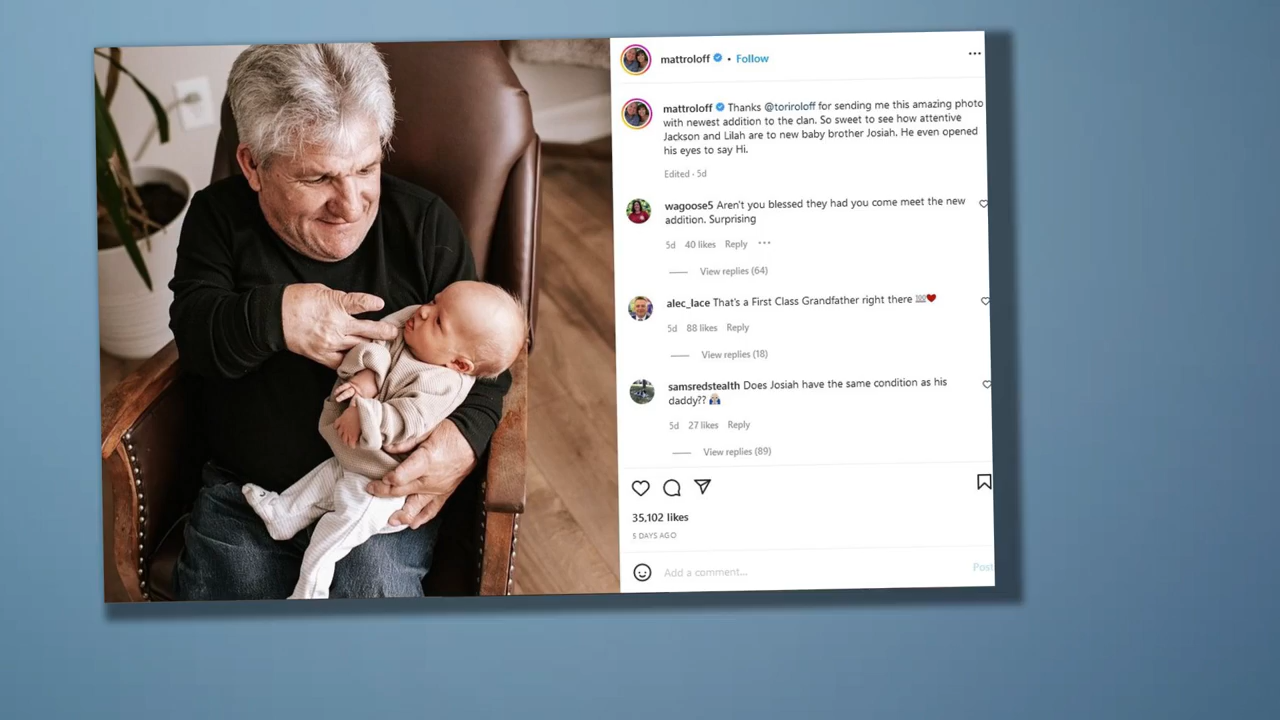 mattroloff • Follow
mattroloff Thanks @toriroloff for sending me this amazing photo
with newest addition to the clan. So sweet to see how attentive
Jackson and Lilah are to new baby brother Josiah. He even opened
his eyes to say Hi.
Edited · 5d
wagoose5 Aren't you blessed they had you come meet the new
addition. Surprising
5d 40 likes Reply
View replies (64)
alec_lace That's a First Class Grandfather right there 💯❤️
5d 88 likes Reply
View replies (18)
samsredstealth Does Josiah have the same condition as his
daddy??
5d 27 likes Reply
View replies (89)
35,102 likes
5 DAYS AGO
Add a comment...
Post